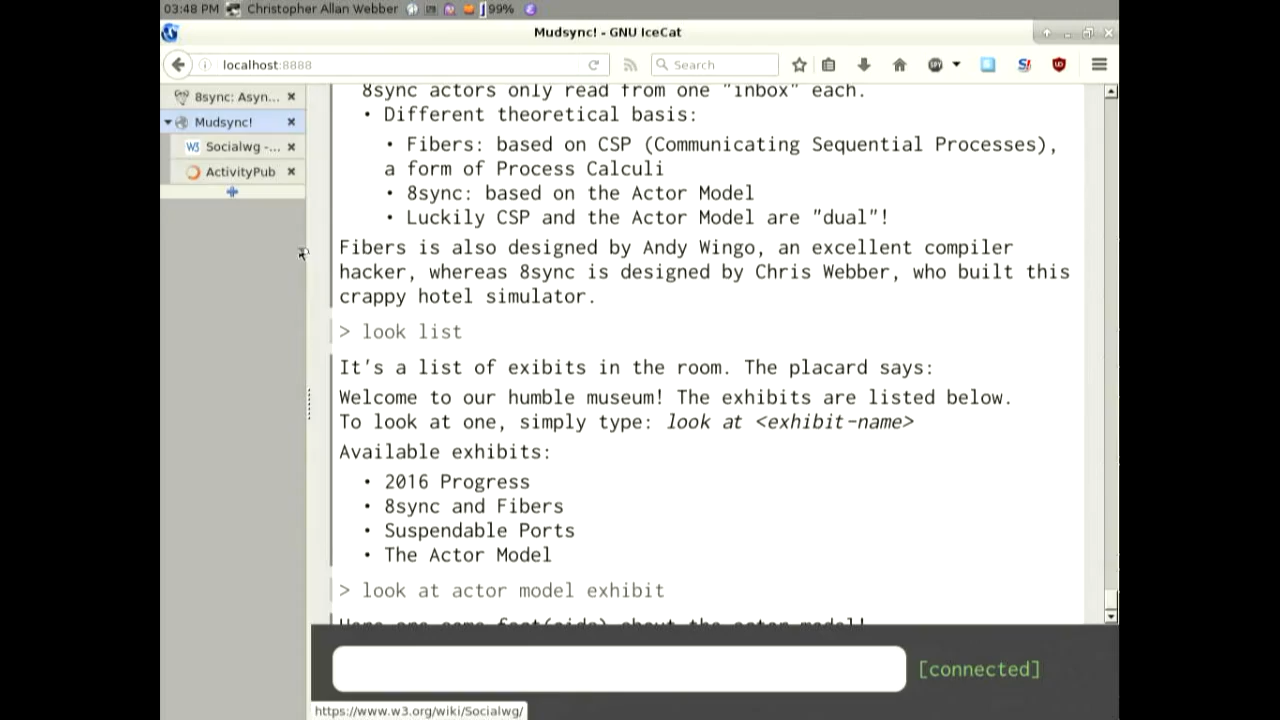 03:48 PM Christopher Allan Webber 99%
Mudsync! - GNU IceCat
localhost:8888
Search
8sync: Asyn...
Mudsync!
Socialwg -...
ActivityPub
8sync actors only read from one "inbox" each.
• Different theoretical basis:
• Fibers: based on CSP (Communicating Sequential Processes),
a form of Process Calculi
• 8sync: based on the Actor Model
• Luckily CSP and the Actor Model are "dual"!
Fibers is also designed by Andy Wingo, an excellent compiler
hacker, whereas 8sync is designed by Chris Webber, who built this
crappy hotel simulator.
> look list
It's a list of exibits in the room. The placard says:
Welcome to our humble museum! The exhibits are listed below.
To look at one, simply type: look at <exhibit-name>
Available exhibits:
• 2016 Progress
• 8sync and Fibers
• Suspendable Ports
• The Actor Model
> look at actor model exhibit
about the actor model!
[connected]
https://www.w3.org/wiki/Socialwg/